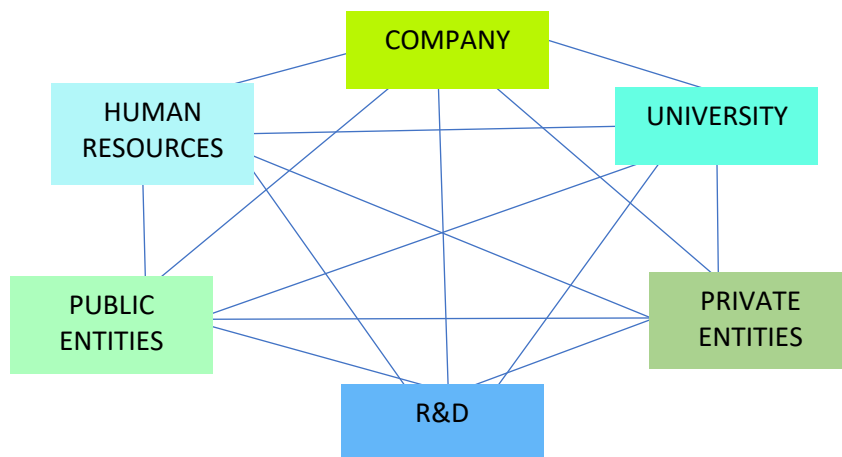 COMPANY
HUMAN
RESOURCES
UNIVERSITY
PUBLIC
ENTITIES
PRIVATE
ENTITIES
R&D